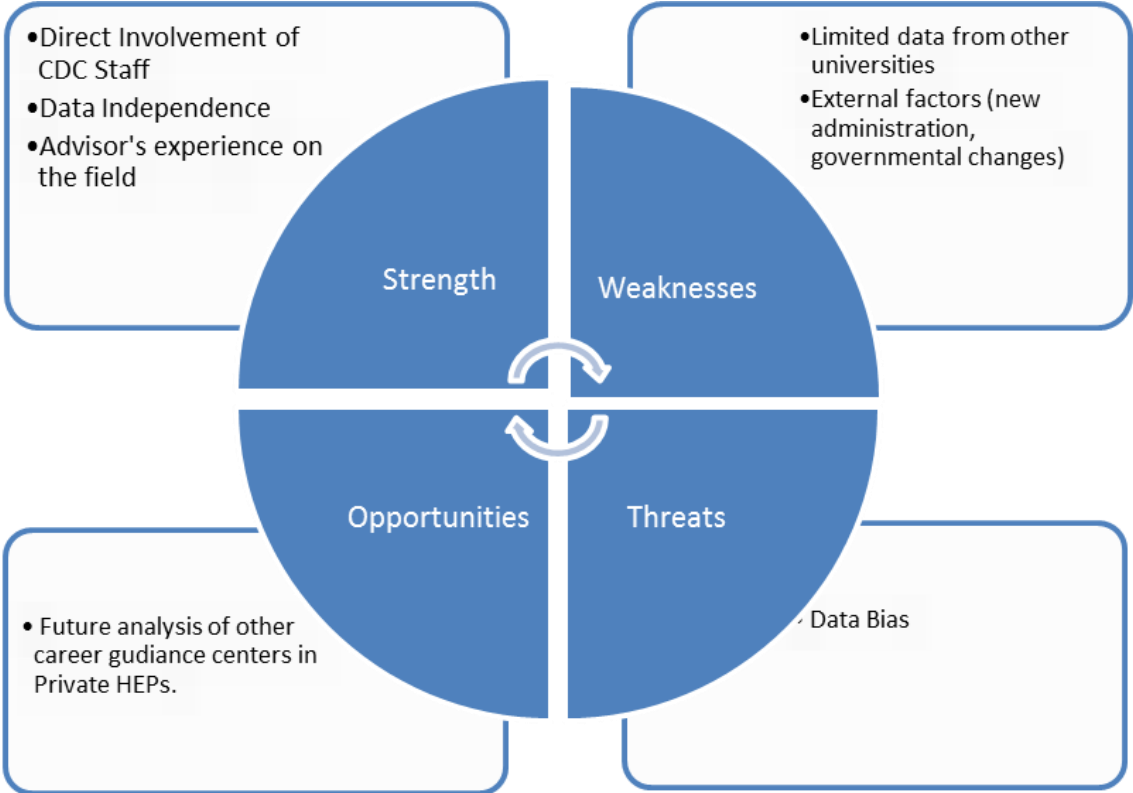 •Direct Involvement of
CDC Staff
•Data Independence
•Advisor's experience on
the field
•Limited data from other
universities
•External factors (new
administration,
governmental changes)
Strength
Weaknesses
Opportunities
Threats
• Future analysis of other
career gudiance centers in
Private HEPs.
• Data Bias